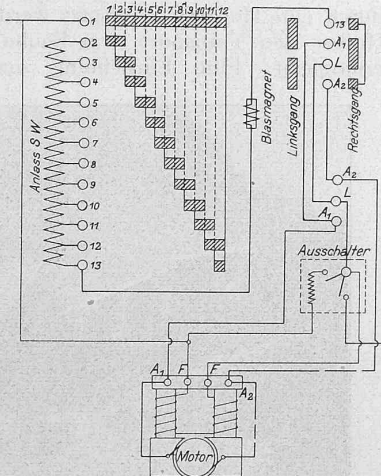 1 2 3 4 5 6 7 8 9 10 11 12
1
2
3
4
5
6
7
8
9
10
11
12
13
Anlass S W
Blasmagnet
Linksgang
Rechtsgang
13
A1
L
A2
A2
L
A1
Ausschalter
A1 F F A2
Motor